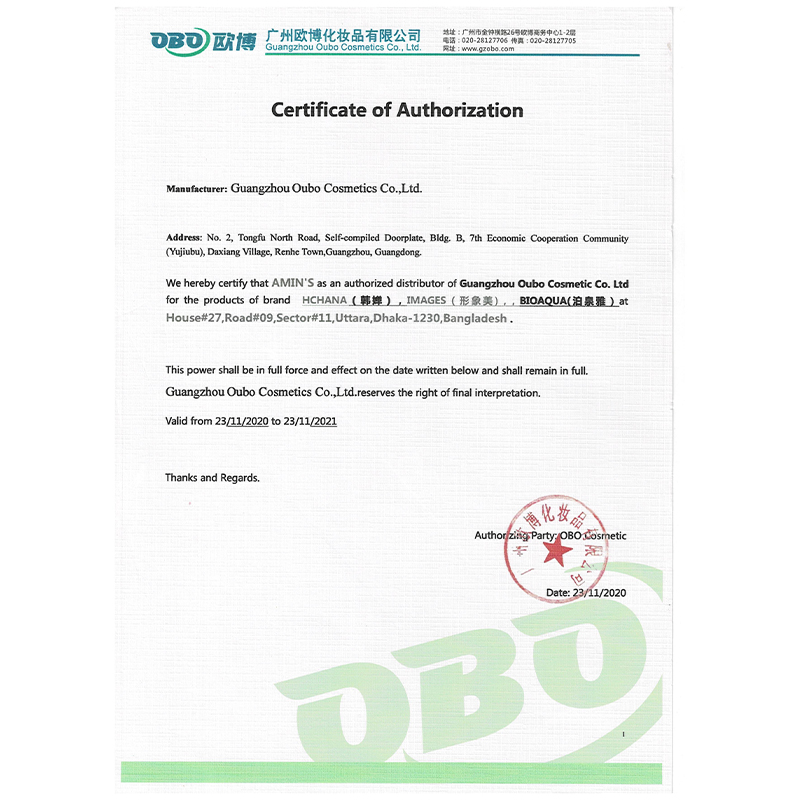 OBO 欧博 广州欧博化妆品有限公司
Guangzhou Oubo Cosmetics Co., Ltd.
地址：广州市金钟横路26号欧博商务中心1-2层
电话：020-28127706 传真：020-28127705
网址：www.gzobo.com
Certificate of Authorization
Manufacturer: Guangzhou Oubo Cosmetics Co.,Ltd.
Address: No. 2, Tongfu North Road, Self-compiled Doorplate, Bldg. B, 7th Economic Cooperation Community
(Yujiubu), Daxiang Village, Renhe Town,Guangzhou, Guangdong.
We hereby certify that AMIN'S as an authorized distributor of Guangzhou Oubo Cosmetic Co. Ltd
for the products of brand HCHANA（韩婵）, IMAGES（形象美）, , BIOAQUA(泊泉雅）at
House#27,Road#09,Sector#11,Uttara,Dhaka-1230,Bangladesh .
This power shall be in full force and effect on the date written below and shall remain in full.
Guangzhou Oubo Cosmetics Co.,Ltd.reserves the right of final interpretation.
Valid from 23/11/2020 to 23/11/2021
Thanks and Regards.
广州欧博化妆品有限公司
Authorizing Party: OBO Cosmetic
Date: 23/11/2020
OBO
1